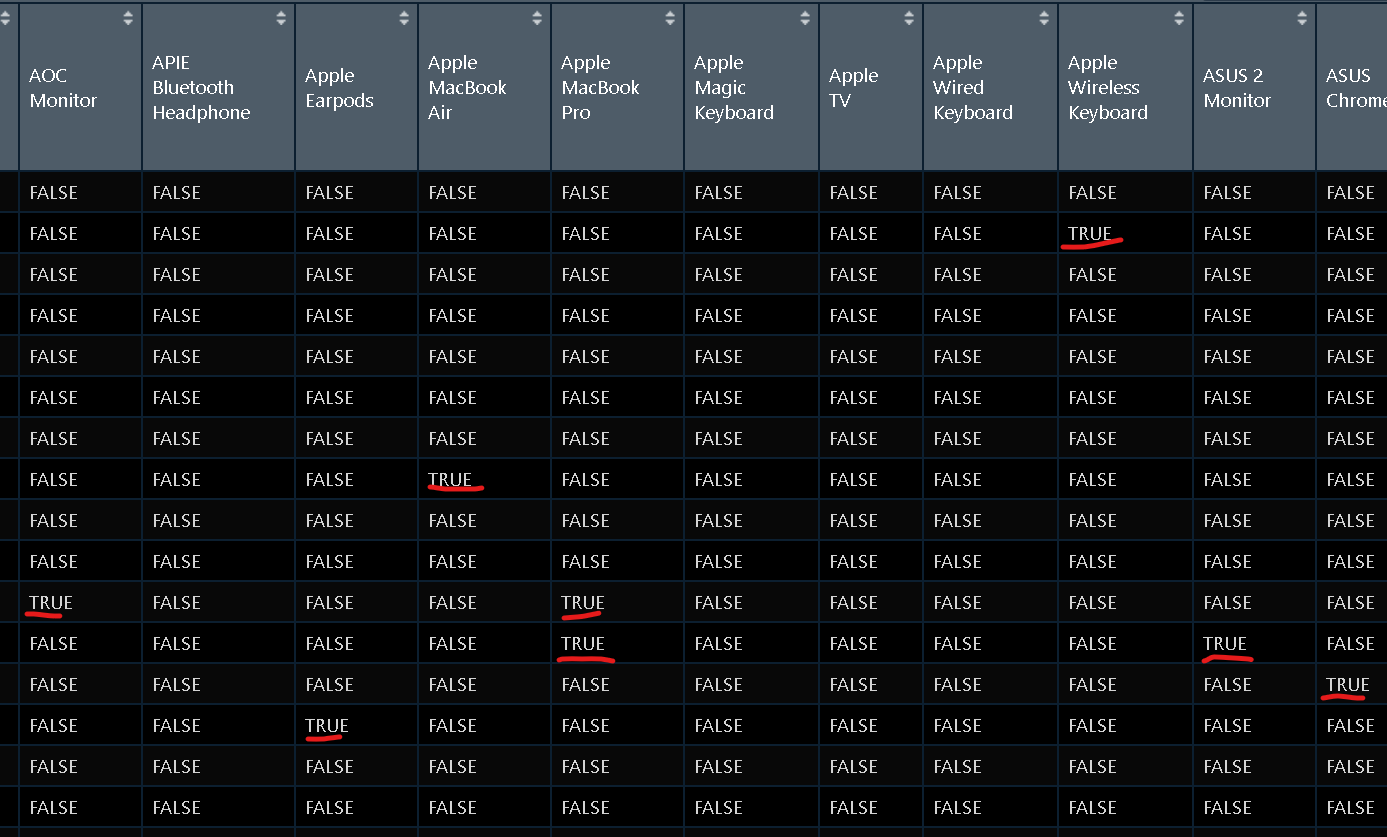 AOC Monitor APIE Bluetooth Headphone Apple Earpods Apple MacBook Air Apple MacBook Pro Apple Magic Keyboard Apple TV Apple Wired Keyboard Apple Wireless Keyboard ASUS 2 Monitor ASUS Chrome
FALSE FALSE FALSE FALSE FALSE FALSE FALSE FALSE FALSE FALSE FALSE
FALSE FALSE FALSE FALSE FALSE FALSE FALSE FALSE TRUE FALSE FALSE
FALSE FALSE FALSE FALSE FALSE FALSE FALSE FALSE FALSE FALSE FALSE
FALSE FALSE FALSE FALSE FALSE FALSE FALSE FALSE FALSE FALSE FALSE
FALSE FALSE FALSE FALSE FALSE FALSE FALSE FALSE FALSE FALSE FALSE
FALSE FALSE FALSE FALSE FALSE FALSE FALSE FALSE FALSE FALSE FALSE
FALSE FALSE FALSE FALSE FALSE FALSE FALSE FALSE FALSE FALSE FALSE
FALSE FALSE FALSE TRUE FALSE FALSE FALSE FALSE FALSE FALSE FALSE
FALSE FALSE FALSE FALSE FALSE FALSE FALSE FALSE FALSE FALSE FALSE
FALSE FALSE FALSE FALSE FALSE FALSE FALSE FALSE FALSE FALSE FALSE
TRUE FALSE FALSE FALSE TRUE FALSE FALSE FALSE FALSE FALSE FALSE
FALSE FALSE FALSE FALSE TRUE FALSE FALSE FALSE FALSE TRUE FALSE
FALSE FALSE FALSE FALSE FALSE FALSE FALSE FALSE FALSE FALSE TRUE
FALSE FALSE TRUE FALSE FALSE FALSE FALSE FALSE FALSE FALSE FALSE
FALSE FALSE FALSE FALSE FALSE FALSE FALSE FALSE FALSE FALSE FALSE
FALSE FALSE FALSE FALSE FALSE FALSE FALSE FALSE FALSE FALSE FALSE